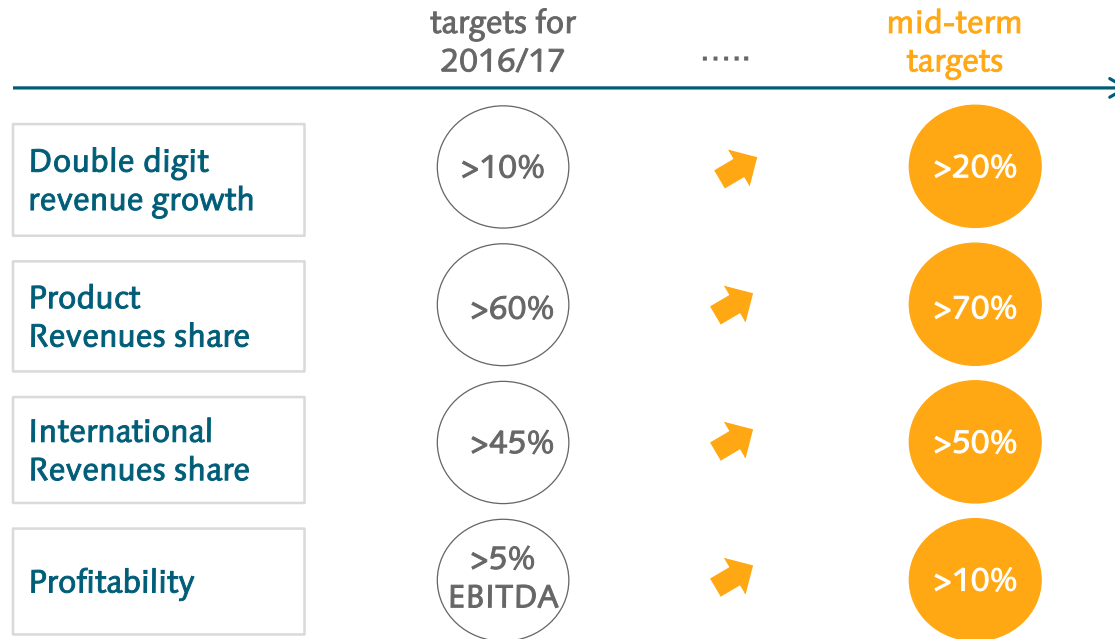 targets for
2016/17
.....
mid-term
targets
Double digit
revenue growth
>10%
>20%
Product
Revenues share
>60%
>70%
International
Revenues share
>45%
>50%
Profitability
>5%
EBITDA
>10%